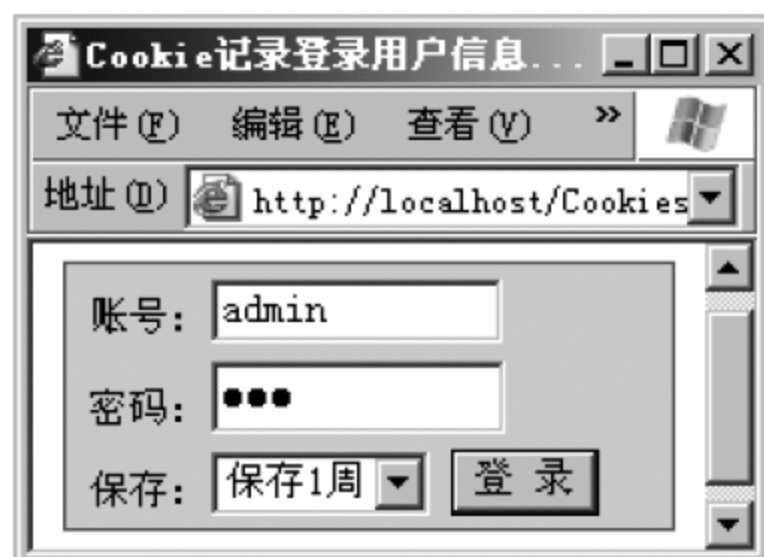 Cookie记录登录用户信息...
文件(F) 编辑(E) 查看(V) »
地址(D) http://localhost/Cookies
账号: admin
密码: ●●●
保存: 保存1周 登 录